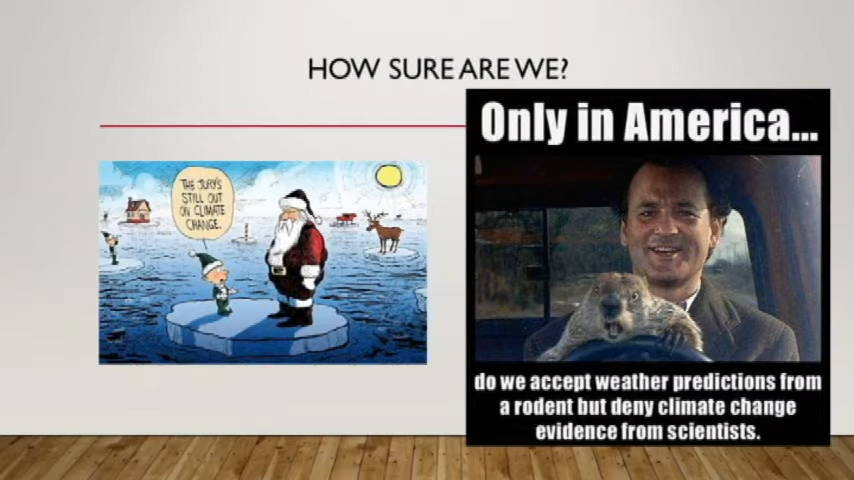 HOW SURE ARE WE?
THE JURY'S
STILL OUT
ON CLIMATE
CHANGE.
Only in America...
do we accept weather predictions from
a rodent but deny climate change
evidence from scientists.